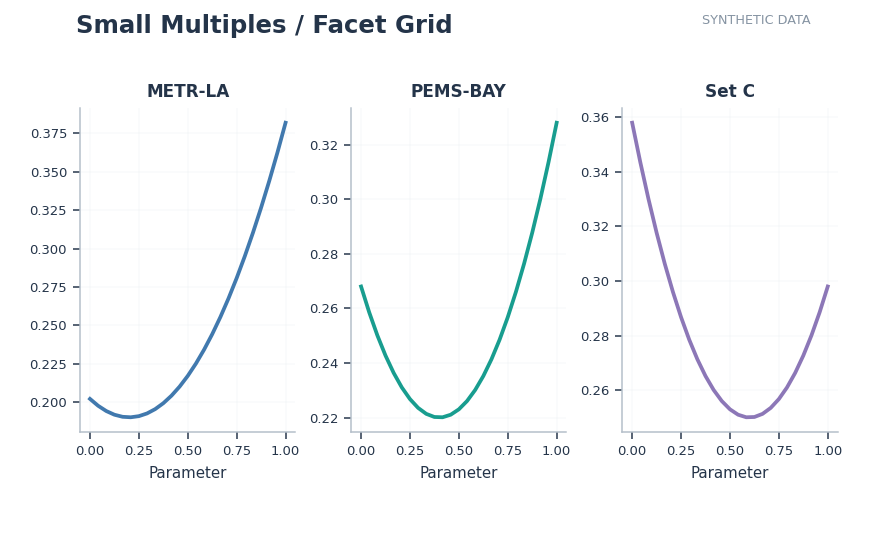 Small Multiples / Facet Grid
SYNTHETIC DATA
METR-LA
0.375
0.350
0.325
0.300
0.275
0.250
0.225
0.200
0.00 0.25 0.50 0.75 1.00
Parameter
PEMS-BAY
0.32
0.30
0.28
0.26
0.24
0.22
0.00 0.25 0.50 0.75 1.00
Parameter
Set C
0.36
0.34
0.32
0.30
0.28
0.26
0.00 0.25 0.50 0.75 1.00
Parameter